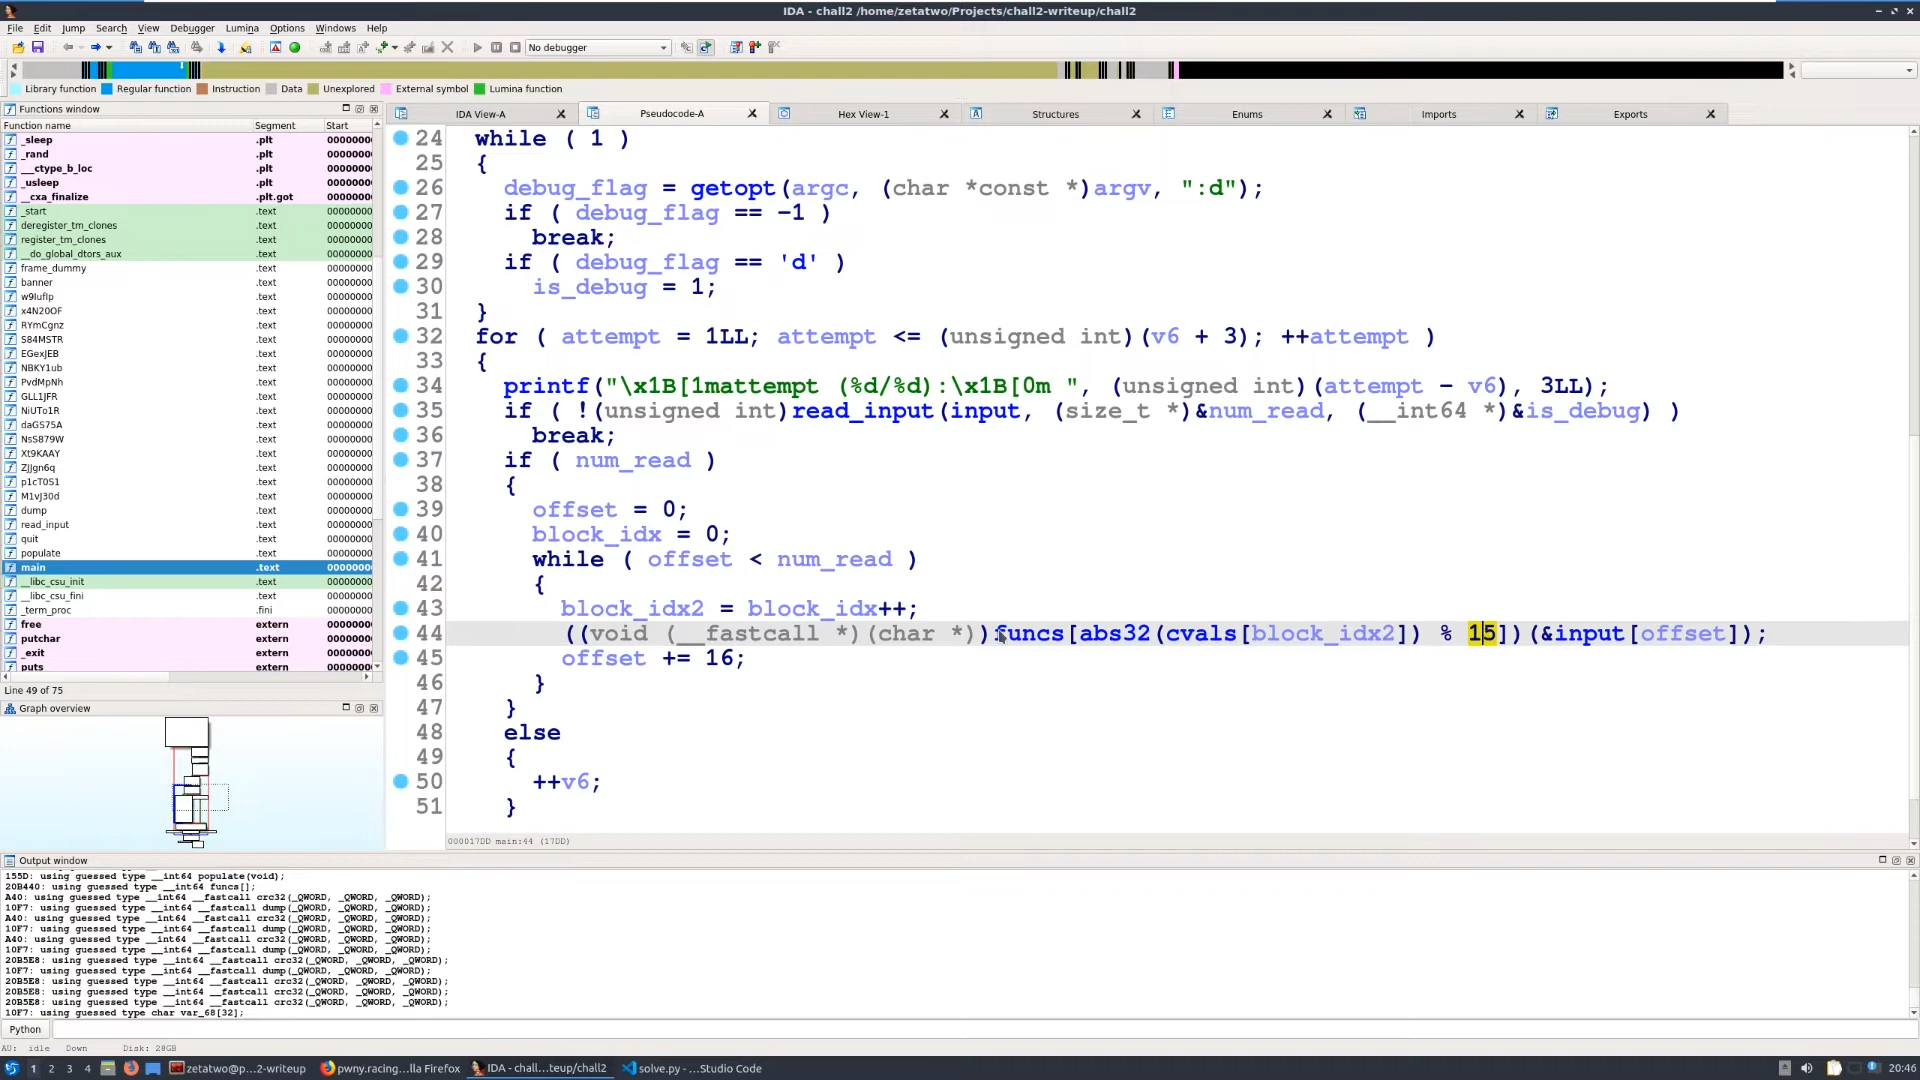 IDA - chall2 /home/zetatwo/Projects/chall2-writeup/chall2
File Edit Jump Search View Debugger Lumina Options Windows Help
No debugger
Library function Regular function Instruction Data Unexplored External symbol Lumina function
Functions window
IDA View-A Pseudocode-A Hex View-1 Structures Enums Imports Exports
Function name Segment Start
_sleep .plt 00000000
_rand .plt 00000000
___ctype_b_loc .plt 00000000
_usleep .plt 00000000
__cxa_finalize .plt.got 00000000
_start .text 00000000
deregister_tm_clones .text 00000000
register_tm_clones .text 00000000
__do_global_dtors_aux .text 00000000
frame_dummy .text 00000000
banner .text 00000000
w9Iuflp .text 00000000
x4N20OF .text 00000000
RYmCgnz .text 00000000
S84MSTR .text 00000000
EGexJEB .text 00000000
NBKY1ub .text 00000000
PvdMpNh .text 00000000
GLL1JFR .text 00000000
NiUTo1R .text 00000000
daGS75A .text 00000000
NsS879W .text 00000000
Xt9KAAY .text 00000000
ZJJgn6q .text 00000000
p1cT0S1 .text 00000000
M1vJ30d .text 00000000
dump .text 00000000
read_input .text 00000000
quit .text 00000000
populate .text 00000000
main .text 00000000
__libc_csu_init .text 00000000
__libc_csu_fini .text 00000000
_term_proc .fini 00000000
free extern 00000000
putchar extern 00000000
else extern 00000000
puts extern 00000000
Line 49 of 75
Graph overview
24 while ( 1 )
25 {
26 debug_flag = getopt(argc, (char *const *)argv, ":d");
27 if ( debug_flag == -1 )
28 break;
29 if ( debug_flag == 'd' )
30 is_debug = 1;
31 }
32 for ( attempt = 1LL; attempt <= (unsigned int)(v6 + 3); ++attempt )
33 {
34 printf("\x1B[1mattempt (%d/%d):\x1B[0m ", (unsigned int)(attempt - v6), 3LL);
35 if ( !(unsigned int)read_input(input, (size_t *)&num_read, (__int64 *)&is_debug) )
36 break;
37 if ( num_read )
38 {
39 offset = 0;
40 block_idx = 0;
41 while ( offset < num_read )
42 {
43 block_idx2 = block_idx++;
44 ((void (__fastcall *)(char *))funcs[abs32(cvals[block_idx2]) % 15])(&input[offset]);
45 offset += 16;
46 }
47 }
48 else
49 {
50 ++v6;
51 }
000017DD main:44 (17DD)
Output window
155D: using guessed type __int64 populate(void);
20B440: using guessed type __int64 funcs[];
A40: using guessed type __int64 __fastcall crc32(_QWORD, _QWORD, _QWORD);
10F7: using guessed type __int64 __fastcall dump(_QWORD, _QWORD, _QWORD);
A40: using guessed type __int64 __fastcall crc32(_QWORD, _QWORD, _QWORD);
10F7: using guessed type __int64 __fastcall dump(_QWORD, _QWORD, _QWORD);
A40: using guessed type __int64 __fastcall crc32(_QWORD, _QWORD, _QWORD);
10F7: using guessed type __int64 __fastcall dump(_QWORD, _QWORD, _QWORD);
20B5E8: using guessed type __int64 __fastcall crc32(_QWORD, _QWORD, _QWORD);
10F7: using guessed type __int64 __fastcall dump(_QWORD, _QWORD, _QWORD);
20B5E8: using guessed type __int64 __fastcall crc32(_QWORD, _QWORD, _QWORD);
20B5E8: using guessed type __int64 __fastcall crc32(_QWORD, _QWORD, _QWORD);
20B5E8: using guessed type __int64 __fastcall crc32(_QWORD, _QWORD, _QWORD);
10F7: using guessed type char var_68[32];
Python
AU: idle Down Disk: 28GB
1 2 3 4 zetatwo@p...2-writeup pwny.racing...lla Firefox IDA - chall...teup/chall2 solve.py - ...Studio Code 20:46